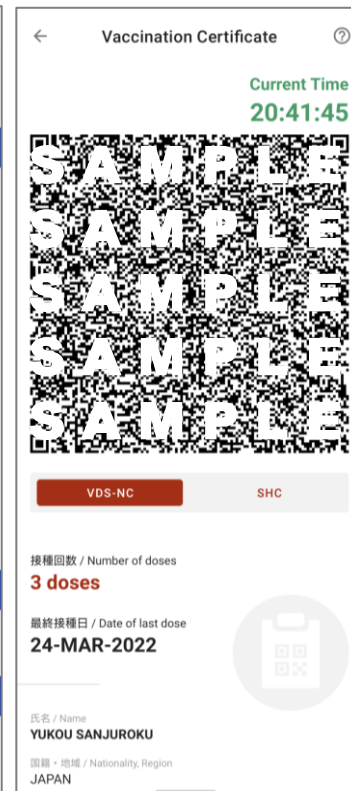 Vaccination Certificate
Current Time
20:41:45
SAMPLE
SAMPLE
SAMPLE
SAMPLE
SAMPLE
VDS-NC SHC
接種回数 / Number of doses
3 doses
最終接種日 / Date of last dose
24-MAR-2022
氏名 / Name
YUKOU SANJUROKU
国籍・地域 / Nationality, Region
JAPAN